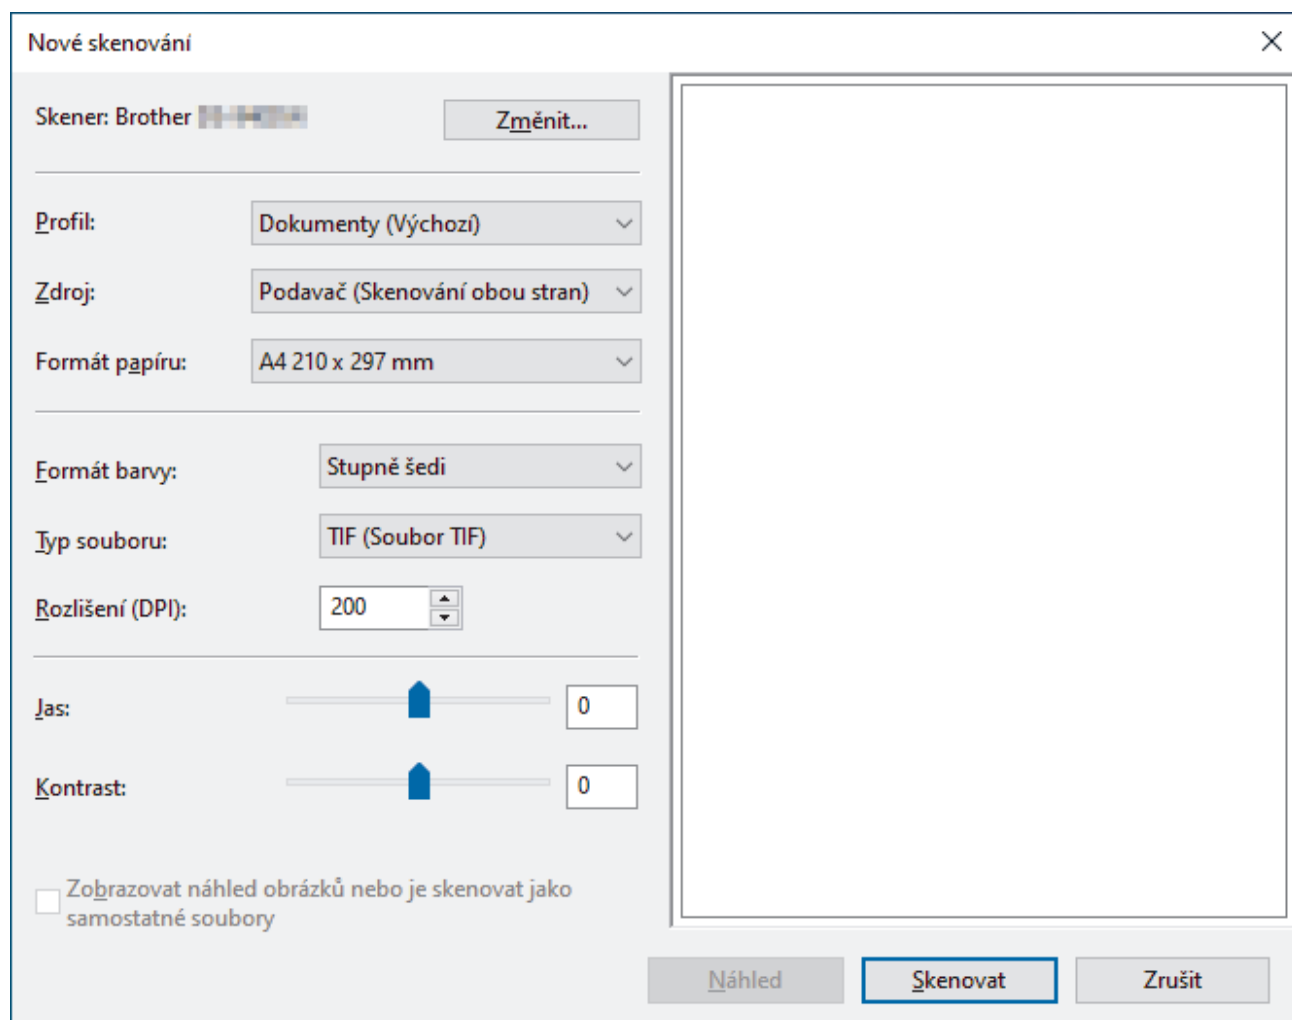 Nové skenování
Skener: Brother
Změnit...
Profil:
Dokumenty (Výchozí)
Zdroj:
Podavač (Skenování obou stran)
Formát papíru:
A4 210 x 297 mm
Formát barvy:
Stupně šedi
Typ souboru:
TIF (Soubor TIF)
Rozlišení (DPI):
200
Jas:
0
Kontrast:
0
Zobrazovat náhled obrázků nebo je skenovat jako
samostatné soubory
Náhled
Skenovat
Zrušit